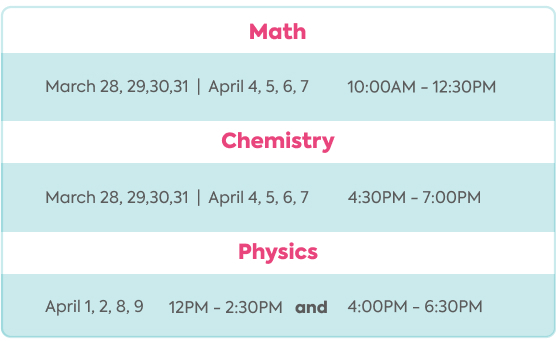 Math
March 28, 29,30,31 | April 4, 5, 6, 7 10:00AM - 12:30PM
Chemistry
March 28, 29,30,31 | April 4, 5, 6, 7 4:30PM - 7:00PM
Physics
April 1, 2, 8, 9 12PM - 2:30PM and 4:00PM - 6:30PM